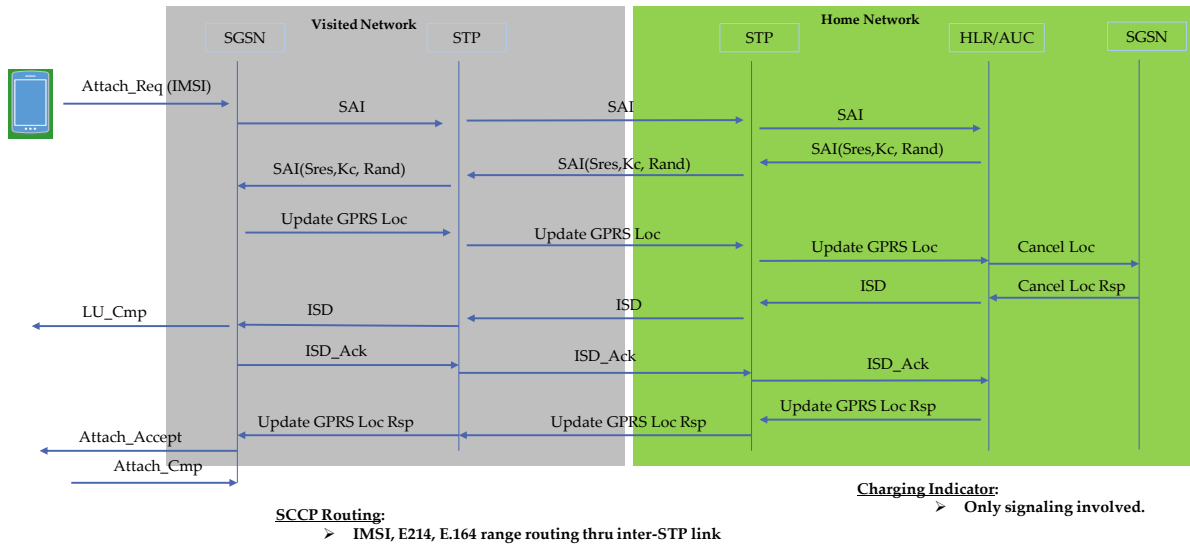 Visited Network
Home Network
SGSN
STP
STP
HLR/AUC
SGSN
Attach_Req (IMSI)
SAI
SAI
SAI
SAI(Sres,Kc, Rand)
SAI(Sres,Kc, Rand)
SAI(Sres,Kc, Rand)
Update GPRS Loc
Update GPRS Loc
Update GPRS Loc
Cancel Loc
Cancel Loc Rsp
ISD
ISD
ISD
LU_Cmp
ISD_Ack
ISD_Ack
ISD_Ack
Update GPRS Loc Rsp
Update GPRS Loc Rsp
Update GPRS Loc Rsp
Attach_Accept
Attach_Cmp
SCCP Routing:
➢ IMSI, E214, E.164 range routing thru inter-STP link
Charging Indicator:
➢ Only signaling involved.